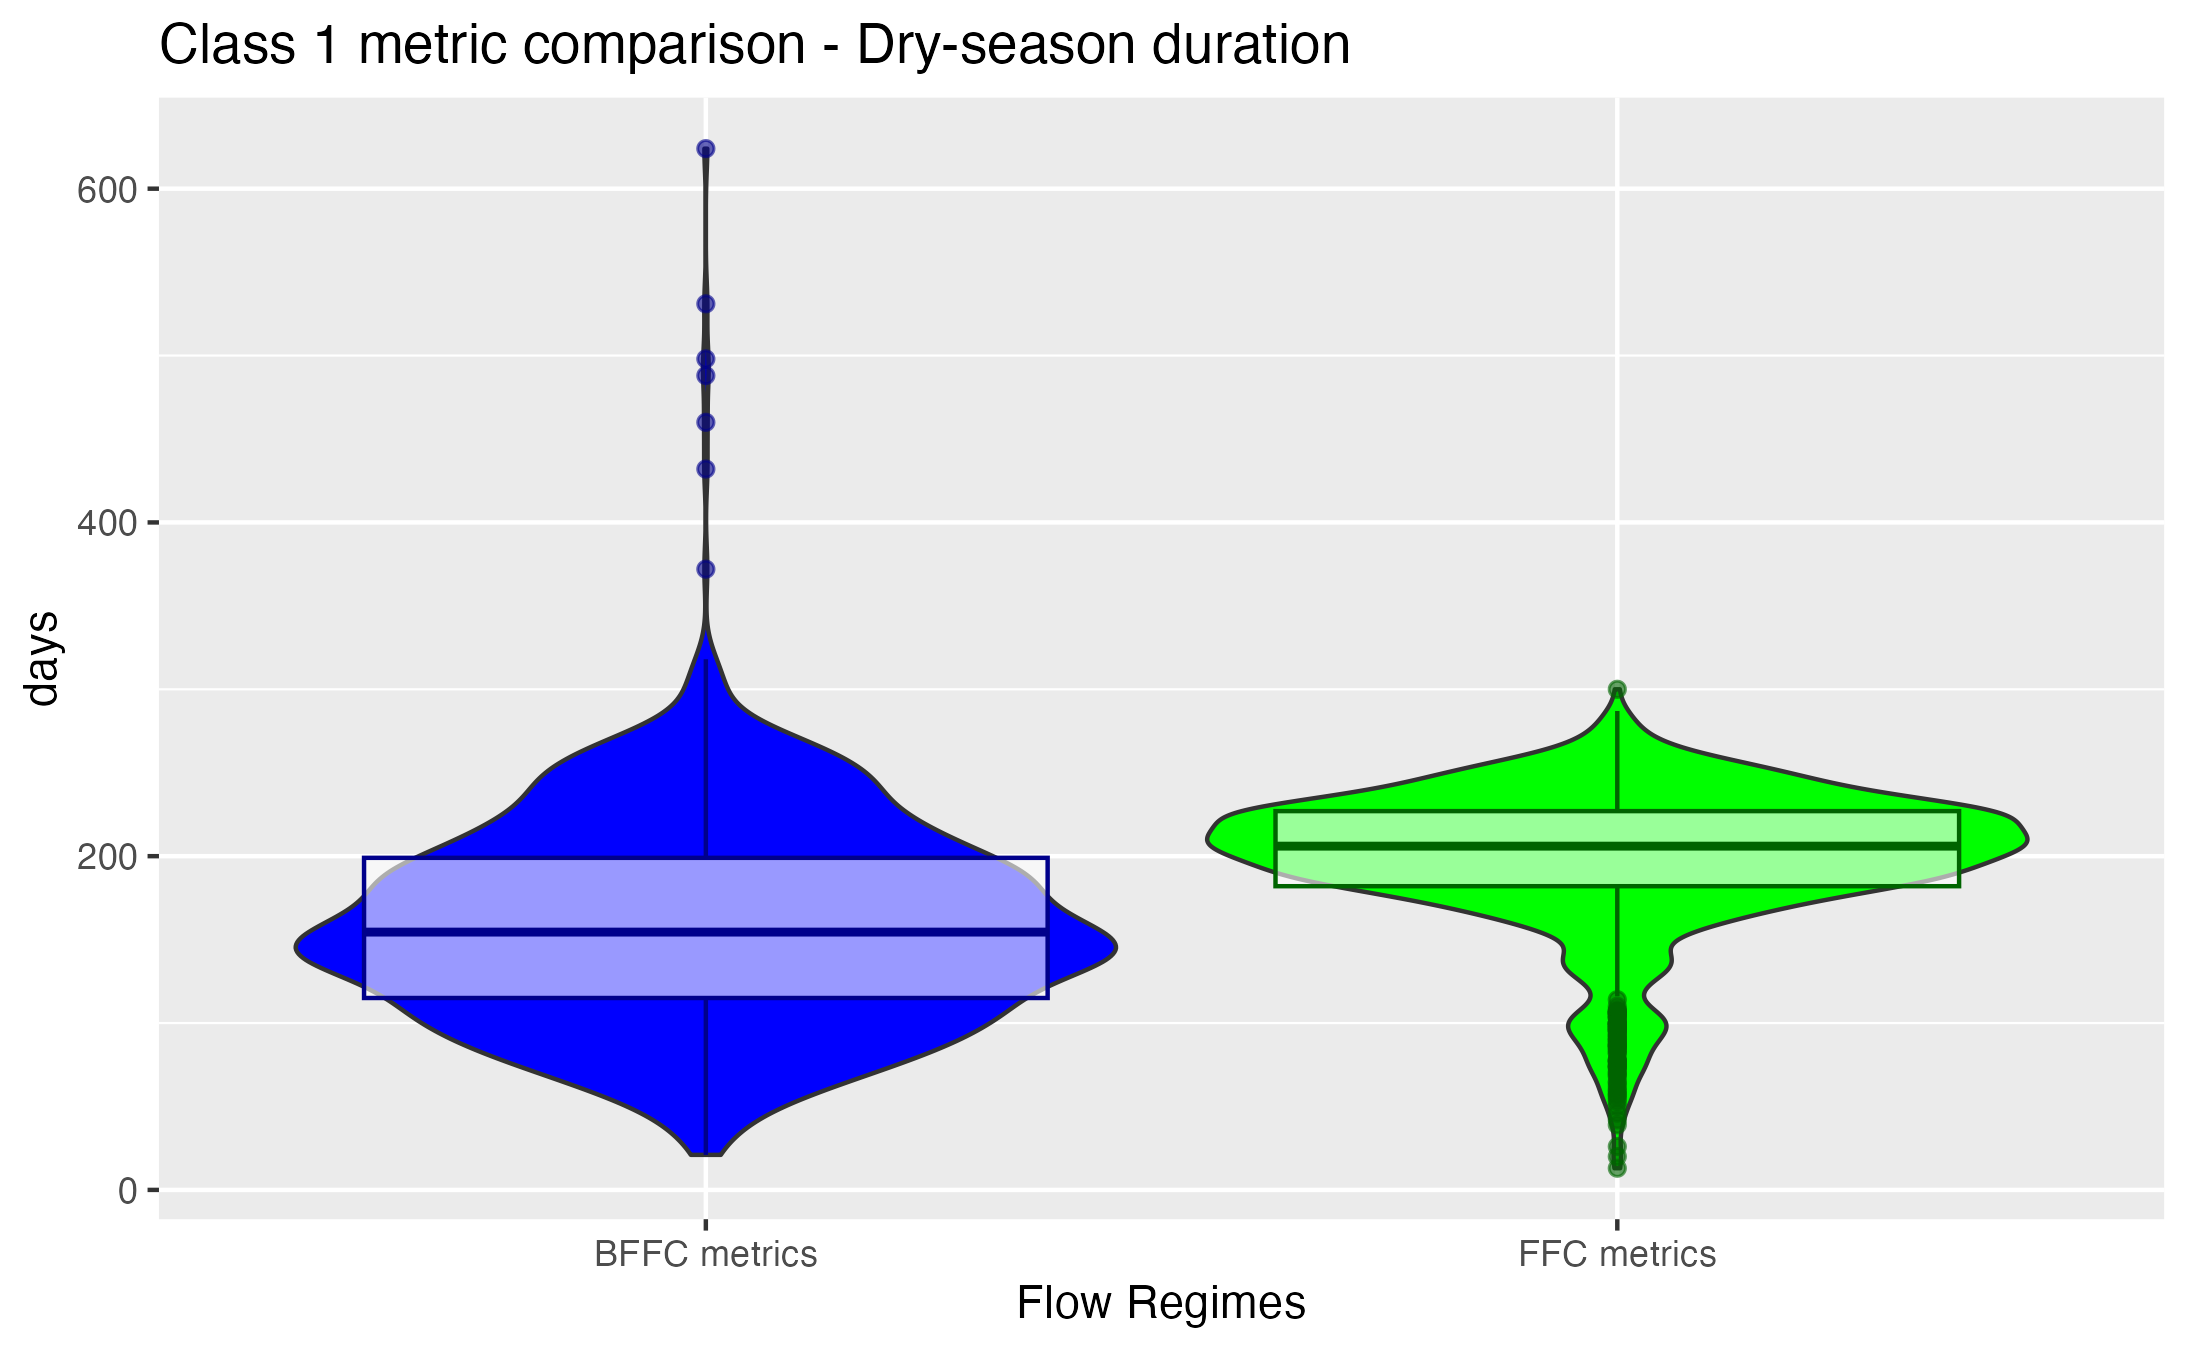 Class 1 metric comparison - Dry-season duration
days
600
400
200
0
BFFC metrics
FFC metrics
Flow Regimes